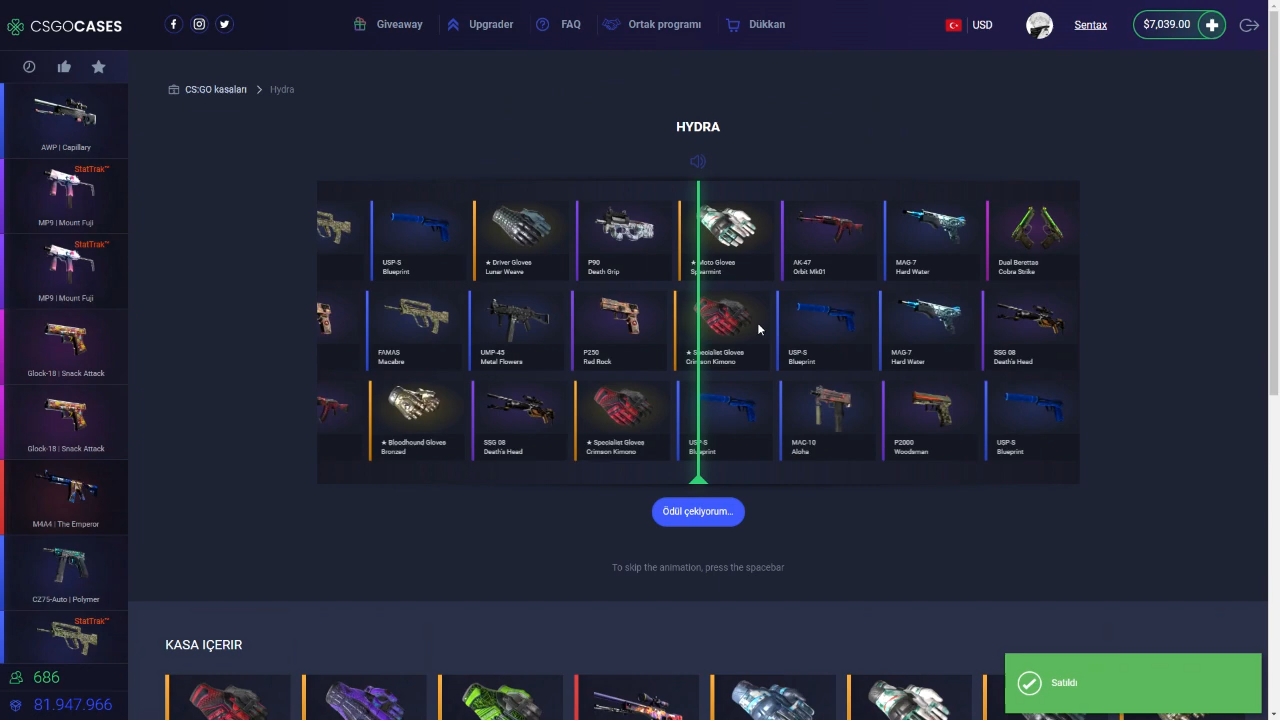 CSGOCASES
Giveaway
Upgrader
FAQ
Ortak programı
Dükkan
USD
Sentax
$7,039.00
CS:GO kasaları
Hydra
HYDRA
AWP | Capillary
StatTrak™
MP9 | Mount Fuji
StatTrak™
MP9 | Mount Fuji
Glock-18 | Snack Attack
Glock-18 | Snack Attack
M4A4 | The Emperor
CZ75-Auto | Polymer
StatTrak™
686
81.947.966
USP-S
Blueprint
★ Driver Gloves
Lunar Weave
P90
Death Grip
★ Moto Gloves
Spearmint
AK-47
Orbit Mk01
MAG-7
Hard Water
Dual Berettas
Cobra Strike
FAMAS
Macabre
UMP-45
Metal Flowers
P250
Red Rock
★ Specialist Gloves
Crimson Kimono
USP-S
Blueprint
MAG-7
Hard Water
SSG 08
Death's Head
★ Bloodhound Gloves
Bronzed
SSG 08
Death's Head
★ Specialist Gloves
Crimson Kimono
USP-S
Blueprint
MAC-10
Aloha
P2000
Woodsman
USP-S
Blueprint
Ödül çekiyorum...
To skip the animation, press the spacebar
KASA IÇERIR
Satıldı